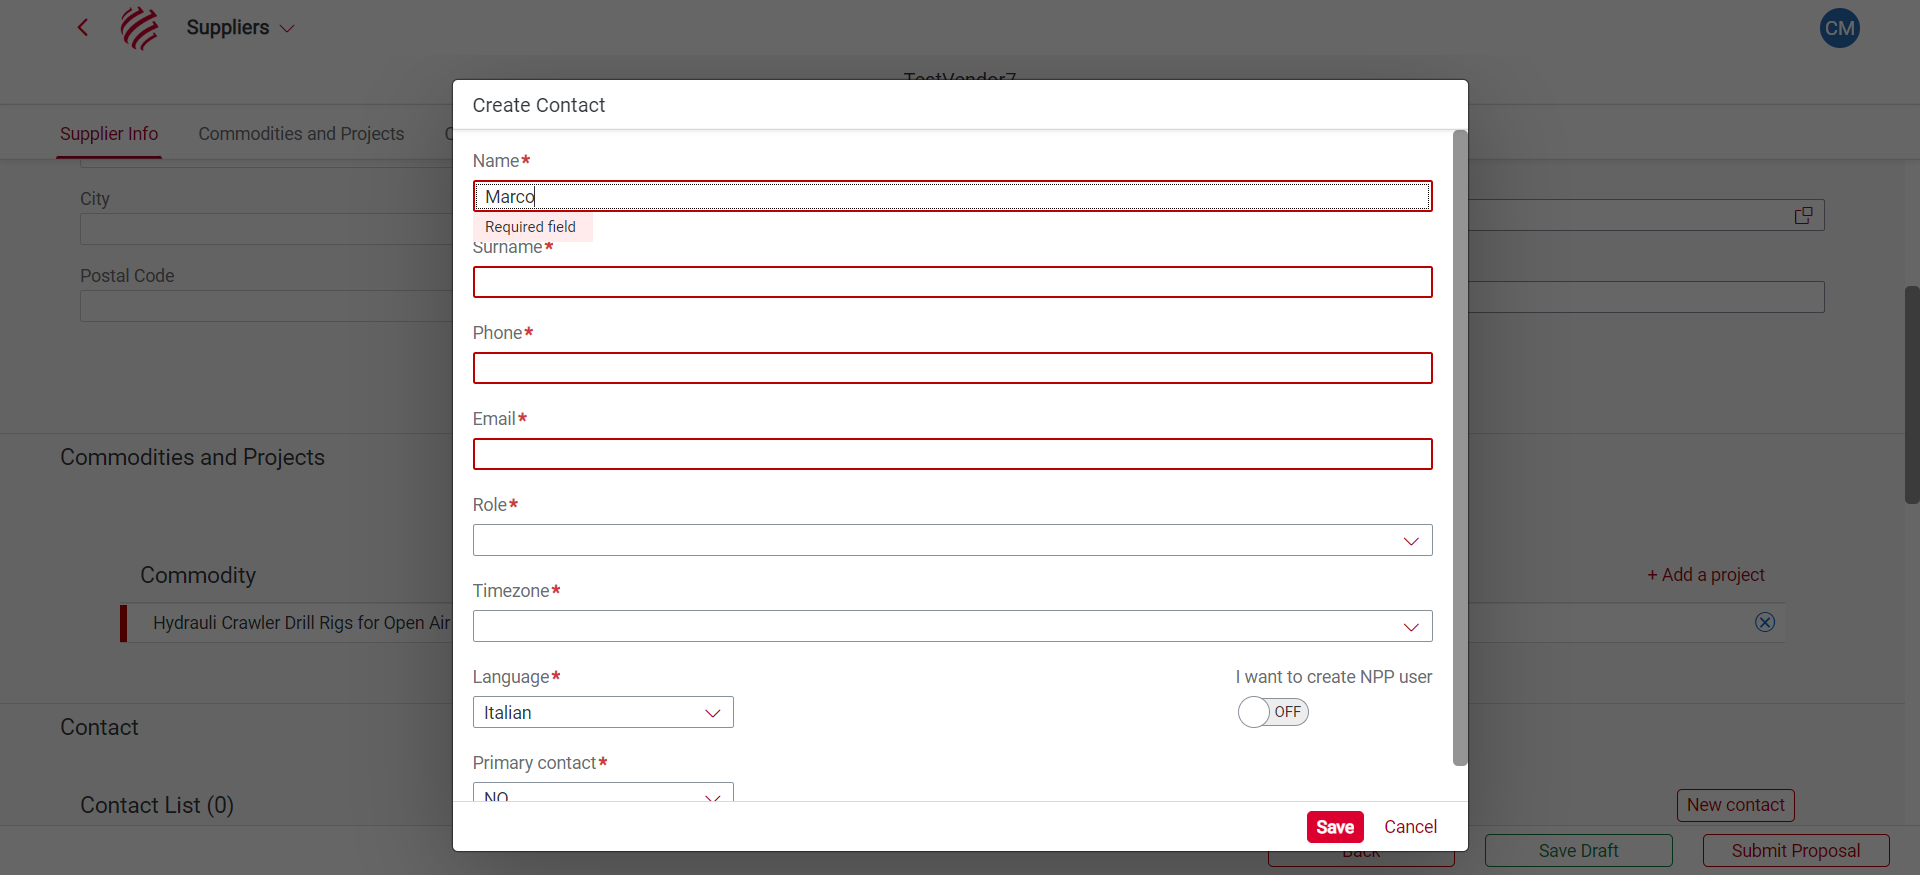 Suppliers
CM
TestVendor7
Create Contact
Supplier Info
Commodities and Projects
Name*
Marco
Required field
Surname*
City
Phone*
Postal Code
Email*
Commodities and Projects
Role*
Commodity
+ Add a project
Timezone*
Hydrauli Crawler Drill Rigs for Open Air
Language*
I want to create NPP user
Italian
OFF
Contact
Primary contact*
NO
Contact List (0)
New contact
Save
Cancel
Back
Save Draft
Submit Proposal